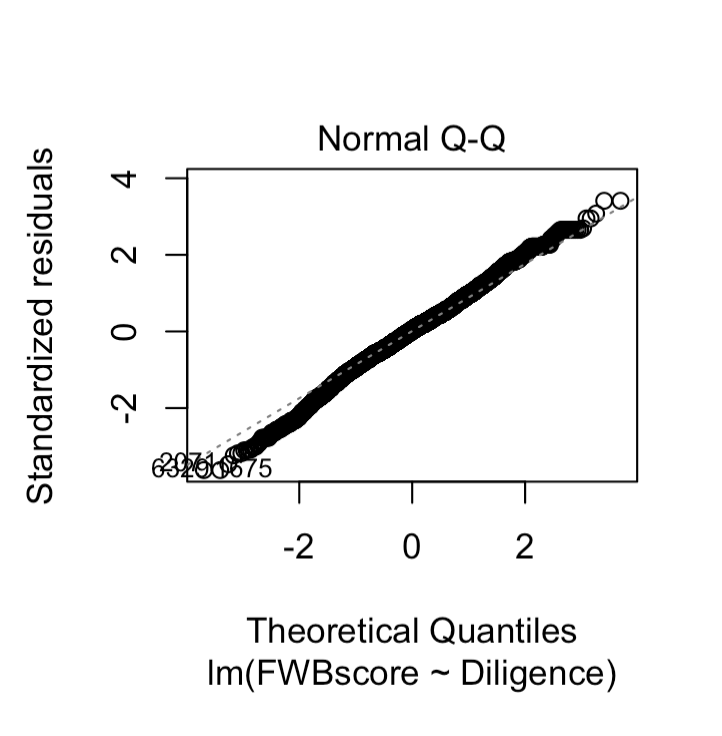 Normal Q-Q
Standardized residuals
4
2
0
-2
-2
0
2
Theoretical Quantiles
lm(FWBscore ~ Diligence)